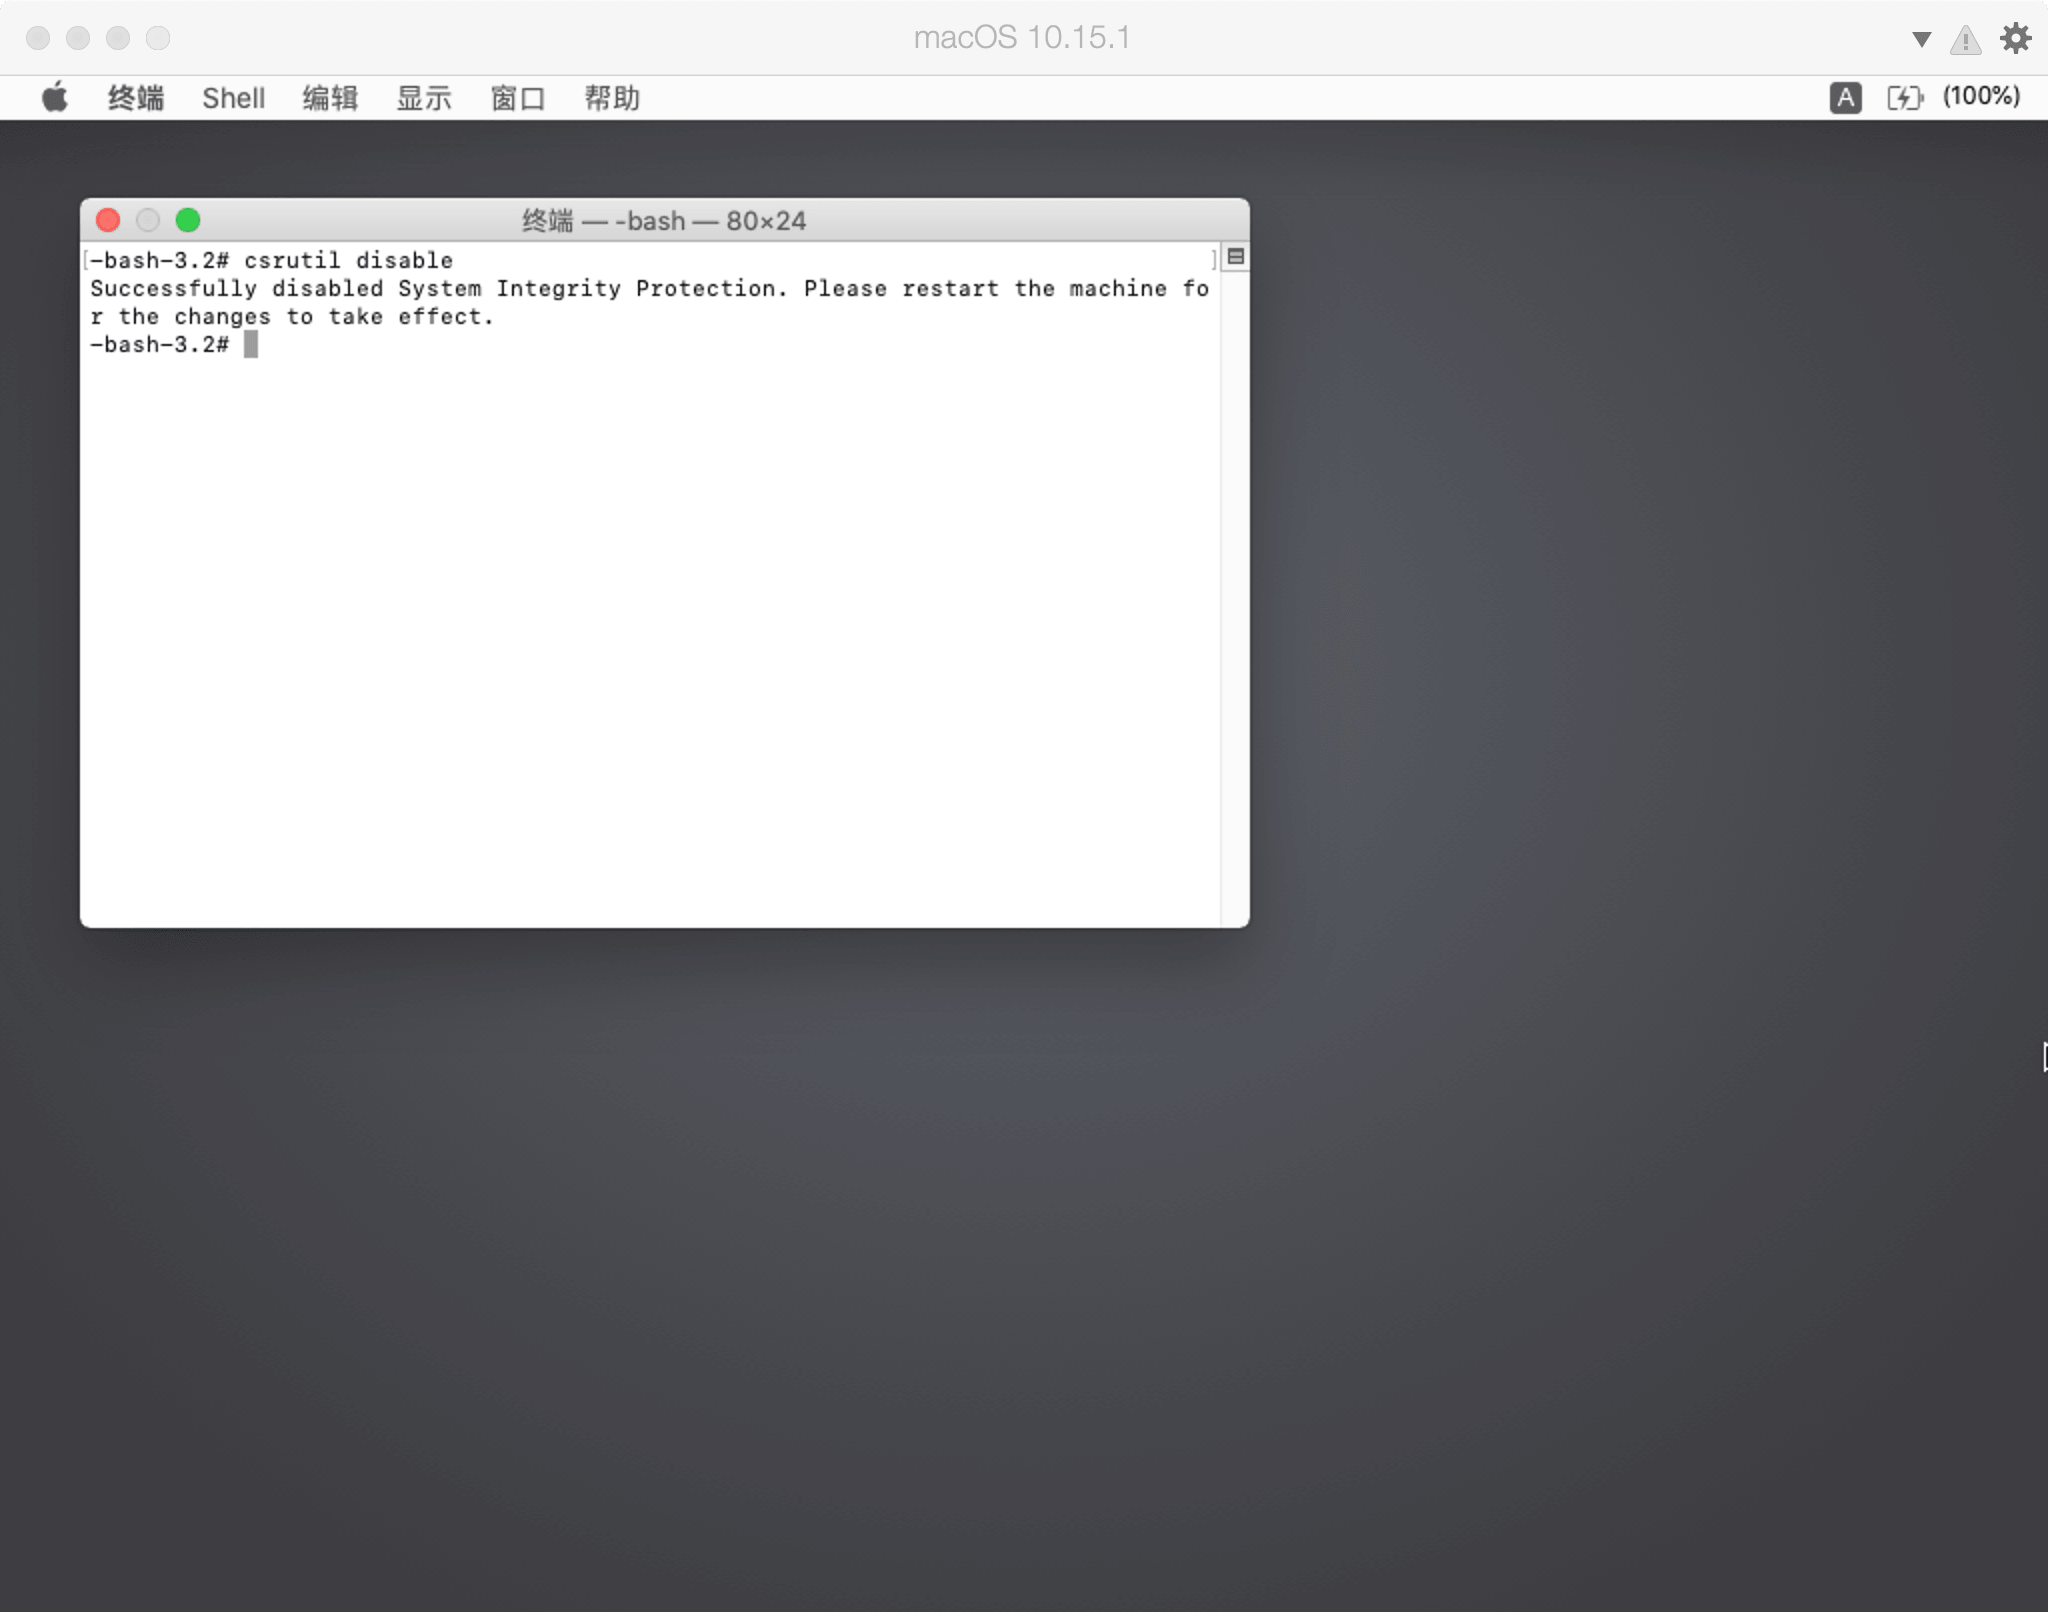 macOS 10.15.1
终端 Shell 编辑 显示 窗口 帮助 A (100%)
终端 — -bash — 80×24
[-bash-3.2# csrutil disable ]
Successfully disabled System Integrity Protection. Please restart the machine fo
r the changes to take effect.
-bash-3.2#